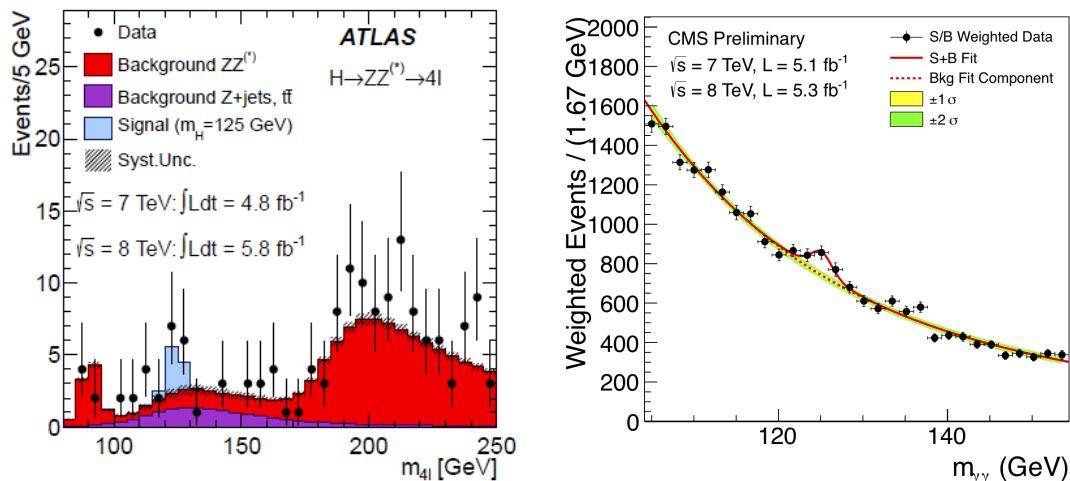 Events/5 GeV
25
20
15
10
5
0
100
150
200
250
m4l [GeV]
Data
ATLAS
Background ZZ(*)
H→ZZ(*)→4l
Background Z+jets, tt̅
Signal (mH=125 GeV)
Syst.Unc.
√s = 7 TeV:∫Ldt = 4.8 fb-1
√s = 8 TeV:∫Ldt = 5.8 fb-1
Weighted Events / (1.67 GeV)
1600
1400
1200
1000
800
600
400
200
0
120
140
mγγ (GeV)
CMS Preliminary
√s = 7 TeV, L = 5.1 fb-1
√s = 8 TeV, L = 5.3 fb-1
S/B Weighted Data
S+B Fit
Bkg Fit Component
±1 σ
±2 σ